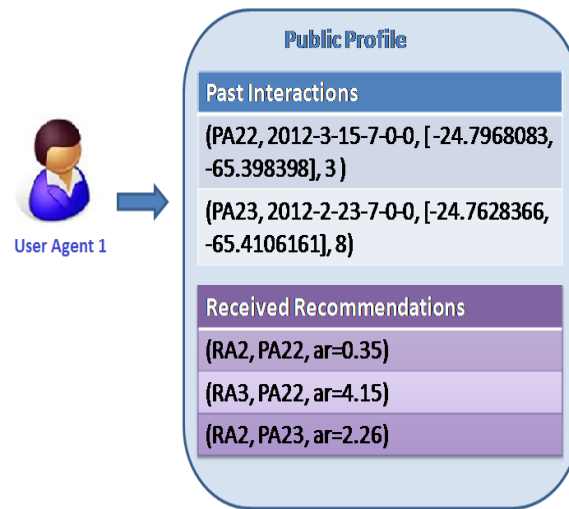 Public Profile
Past Interactions
(PA22, 2012-3-15-7-0-0, [ -24.7968083,
-65.398398], 3 )
(PA23, 2012-2-23-7-0-0, [-24.7628366,
-65.4106161], 8)
User Agent 1
Received Recommendations
(RA2, PA22, ar=0.35)
(RA3, PA22, ar=4.15)
(RA2, PA23, ar=2.26)